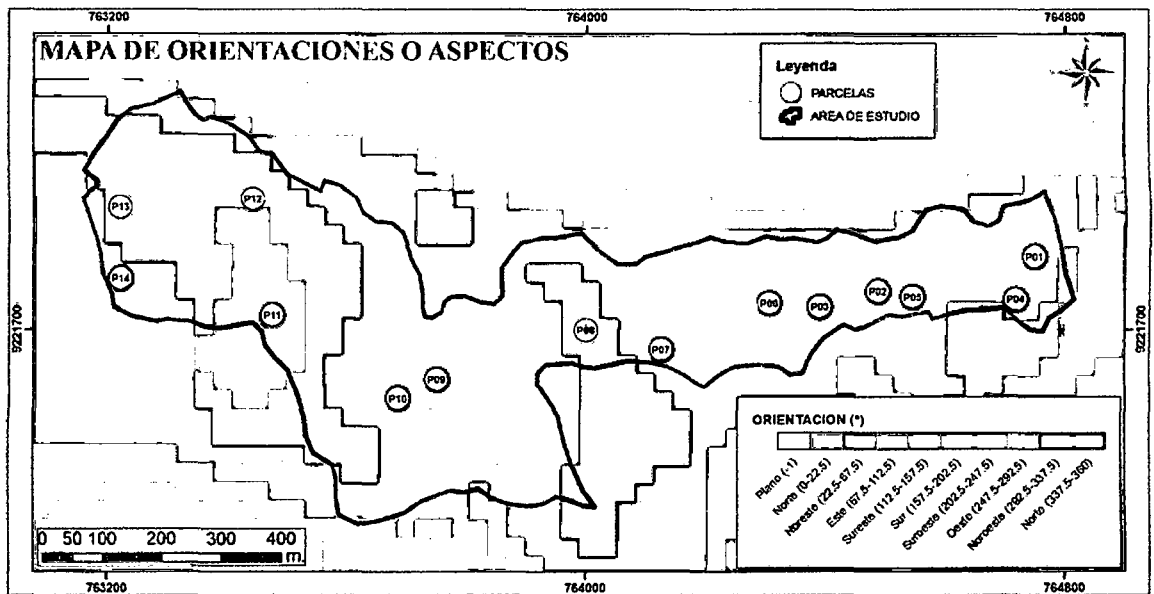 763200 764000 764800
MAPA DE ORIENTACIONES O ASPECTOS
Leyenda
PARCELAS
AREA DE ESTUDIO
P13
P12
P14
P11
P01
P02
P05
P04
P03
P07
P09
P10
9221700
9221700
ORIENTACION (°)
Plano (-1)
Norte (0-22.5)
Noreste (22.5-67.5)
Este (67.5-112.5)
Sureste (112.5-157.5)
Sur (157.5-202.5)
Suroeste (202.5-247.5)
Oeste (247.5-292.5)
Noroeste (292.5-337.5)
Norte (337.5-360)
0 50 100 200 300 400
m.
763200 764000 764800